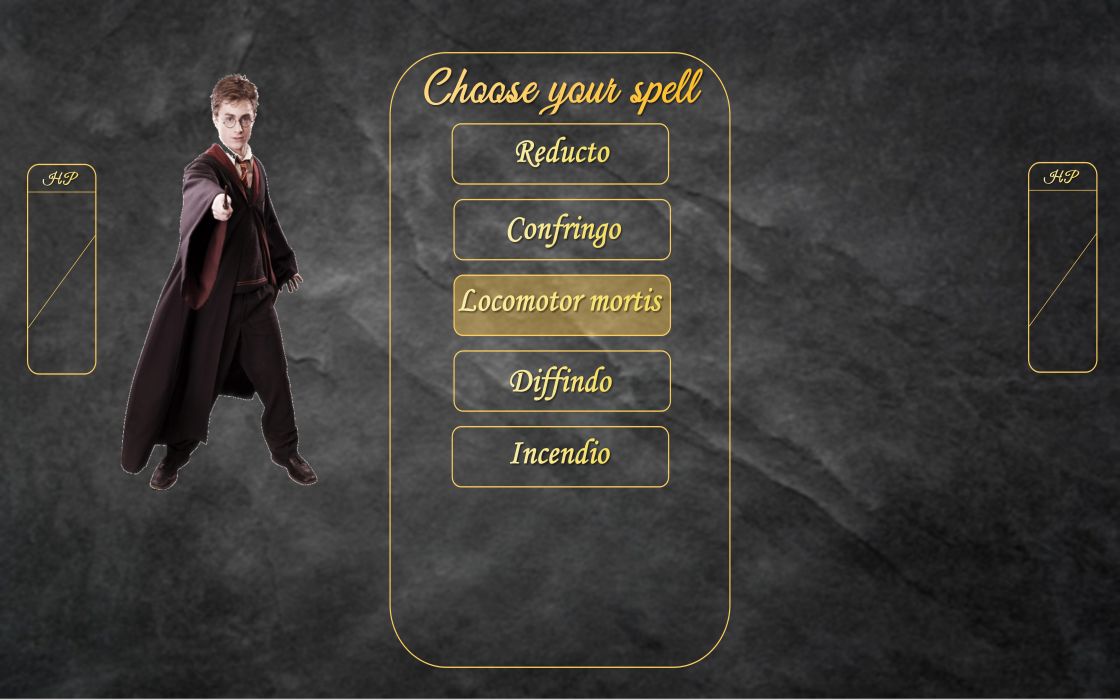 Choose your spell
HP
HP
Reducto
Confringo
Locomotor mortis
Diffindo
Incendio